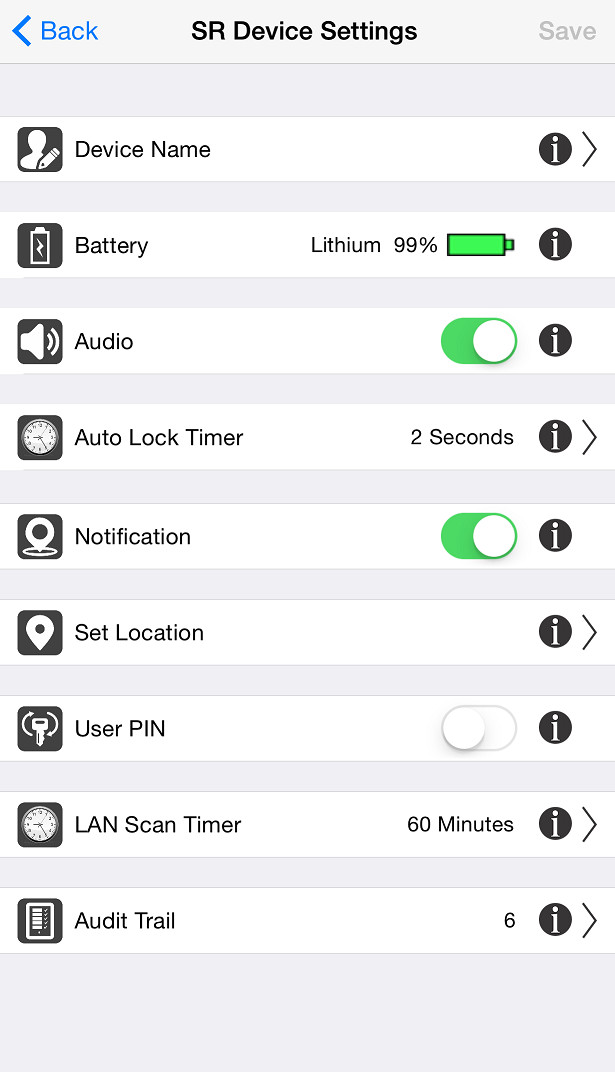 Back SR Device Settings Save
Device Name
Battery Lithium 99%
Audio
Auto Lock Timer 2 Seconds
Notification
Set Location
User PIN
LAN Scan Timer 60 Minutes
Audit Trail 6